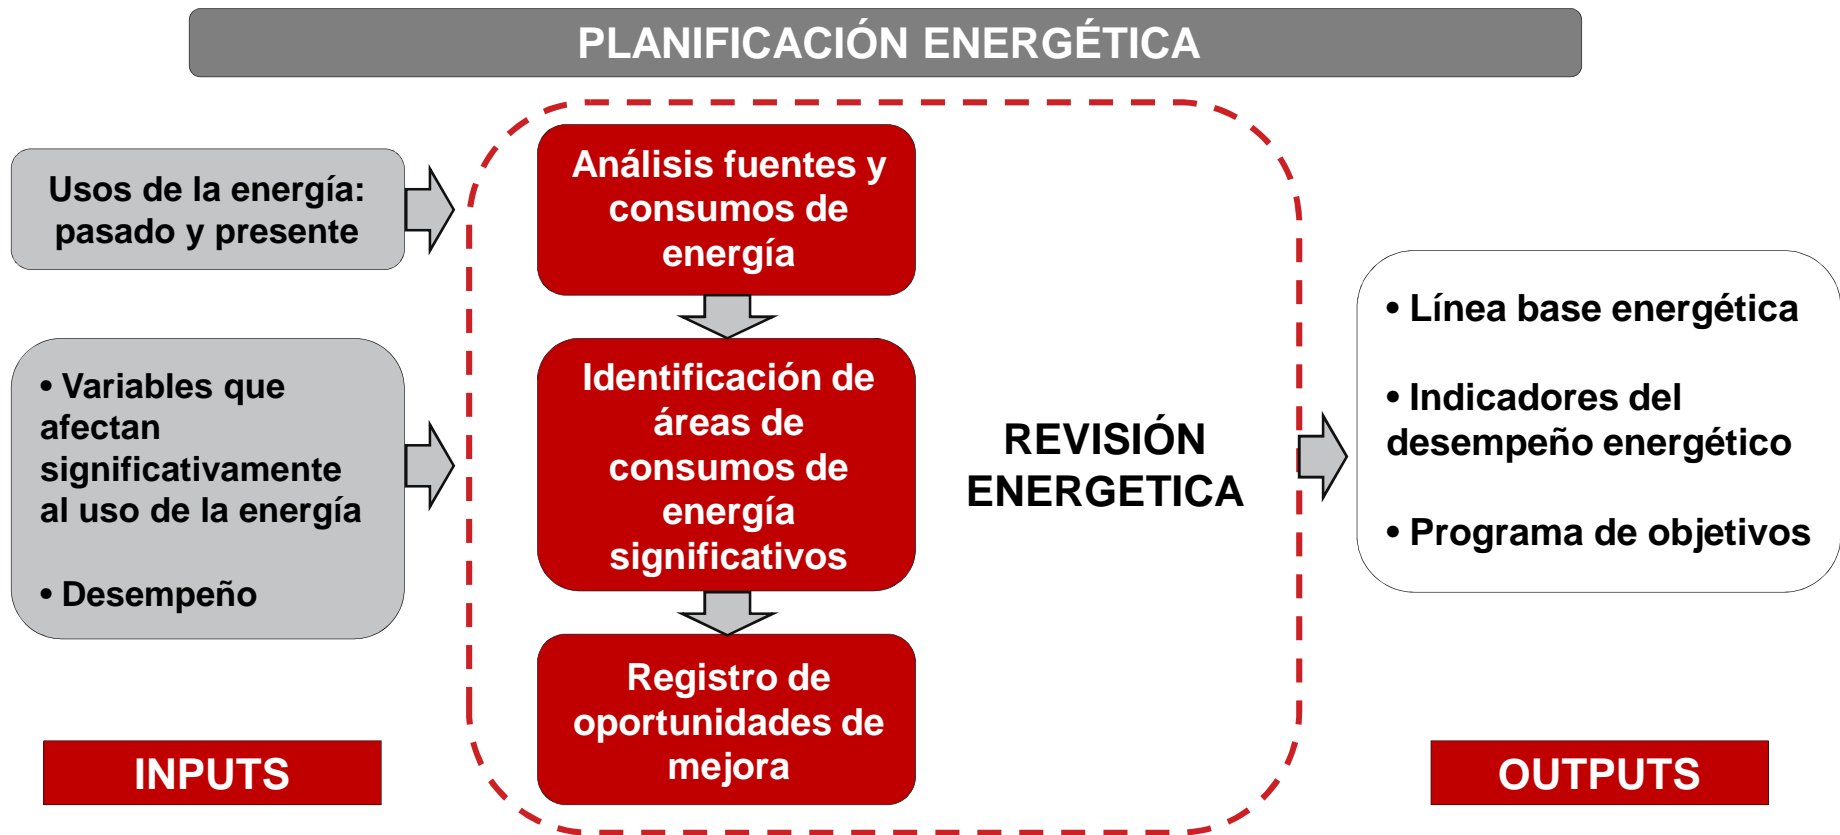 PLANIFICACIÓN ENERGÉTICA
Usos de la energía:
pasado y presente
• Variables que
afectan
significativamente
al uso de la energía
• Desempeño
INPUTS
Análisis fuentes y
consumos de
energía
Identificación de
áreas de
consumos de
energía
significativos
Registro de
oportunidades de
mejora
REVISIÓN
ENERGETICA
• Línea base energética
• Indicadores del
desempeño energético
• Programa de objetivos
OUTPUTS